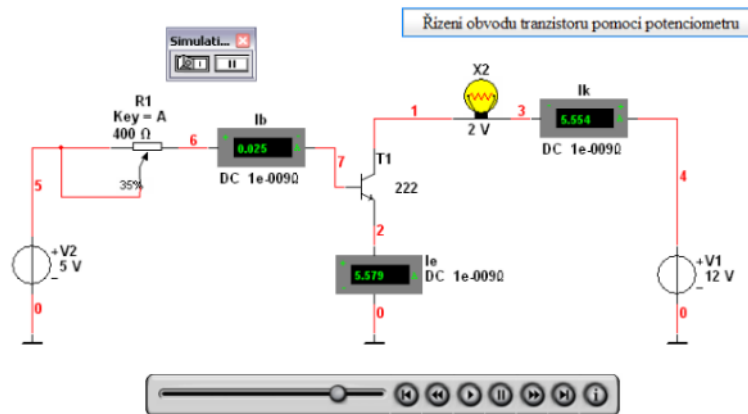 Řízení obvodu tranzistoru pomocí potenciometru
Simulati...
X2
Ik
R1
Key = A
400 Ω
Ib
1
3
5.554
6
0.025
2 V
DC 1e-009Ω
7
T1
35%
DC 1e-009Ω
222
5
4
2
+V2
5 V
Ie
5.579
DC 1e-009Ω
+V1
12 V
0
0
0